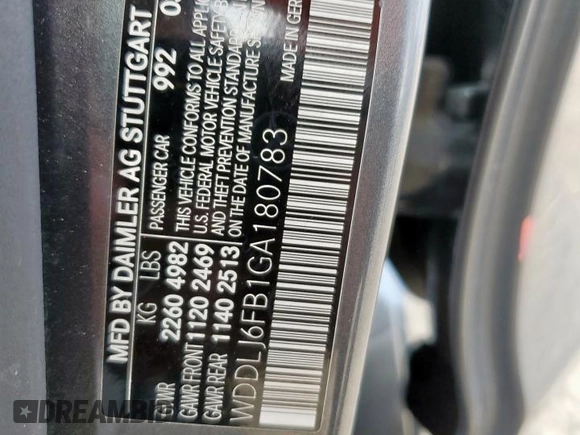 MFD BY DAIMLER AG STUTTGART
KG LBS PASSENGER CAR 992
GVWR 2260 4982 THIS VEHICLE CONFORMS TO ALL
GAWR FRONT 1120 2469 U.S. FEDERAL MOTOR VEHICLE SAFETY
GAWR REAR 1140 2513 AND THEFT PREVENTION STANDARD
ON THE DATE OF MANUFACTURE
WDDLJ6FB1GA180783 MADE IN GER
DREAMBID